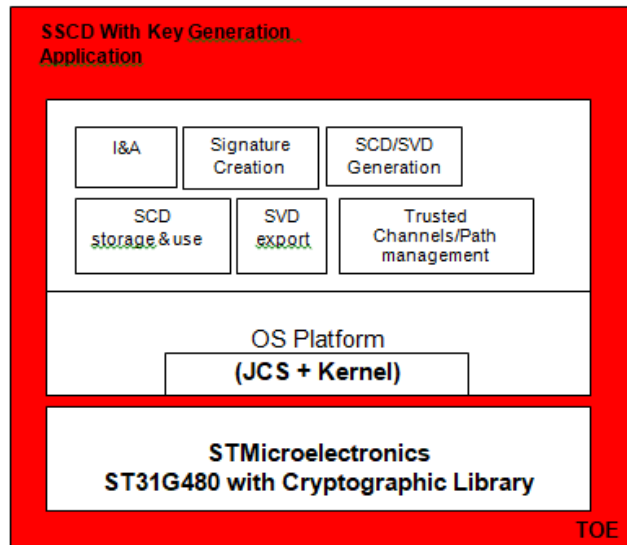 SSCD With Key Generation
Application
I&A
Signature
Creation
SCD/SVD
Generation
SCD
storage & use
SVD
export
Trusted
Channels/Path
management
OS Platform
(JCS + Kernel)
STMicroelectronics
ST31G480 with Cryptographic Library
TOE